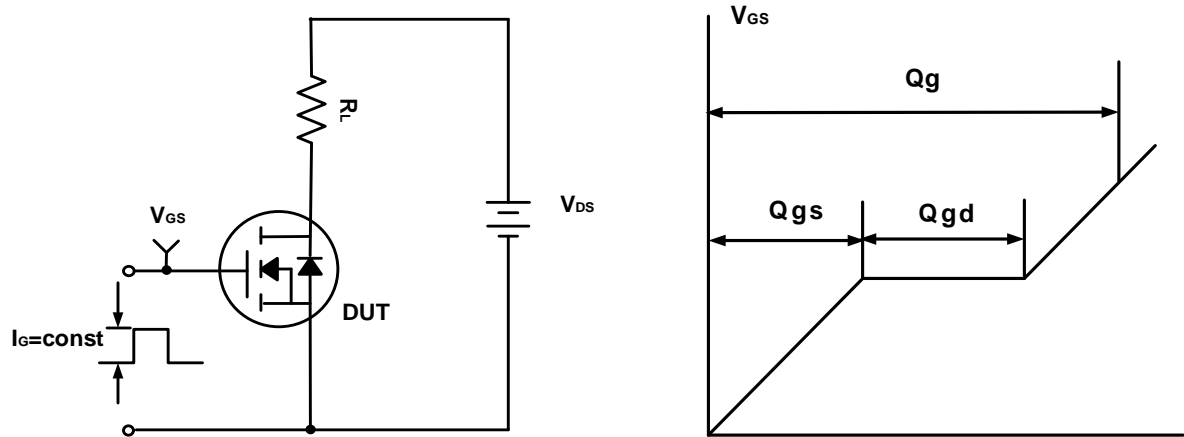 VGS
Qg
RL
VGS
VDS
Qgs
Qgd
DUT
IG=const